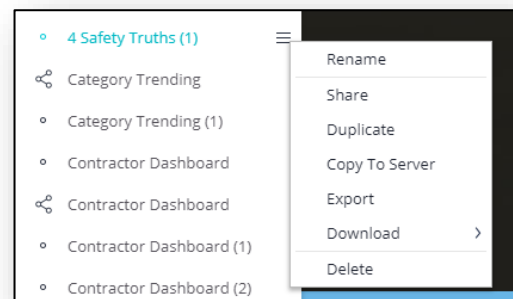 4 Safety Truths (1)
Category Trending
Category Trending (1)
Contractor Dashboard
Contractor Dashboard
Contractor Dashboard (1)
Contractor Dashboard (2)
Rename
Share
Duplicate
Copy To Server
Export
Download
Delete